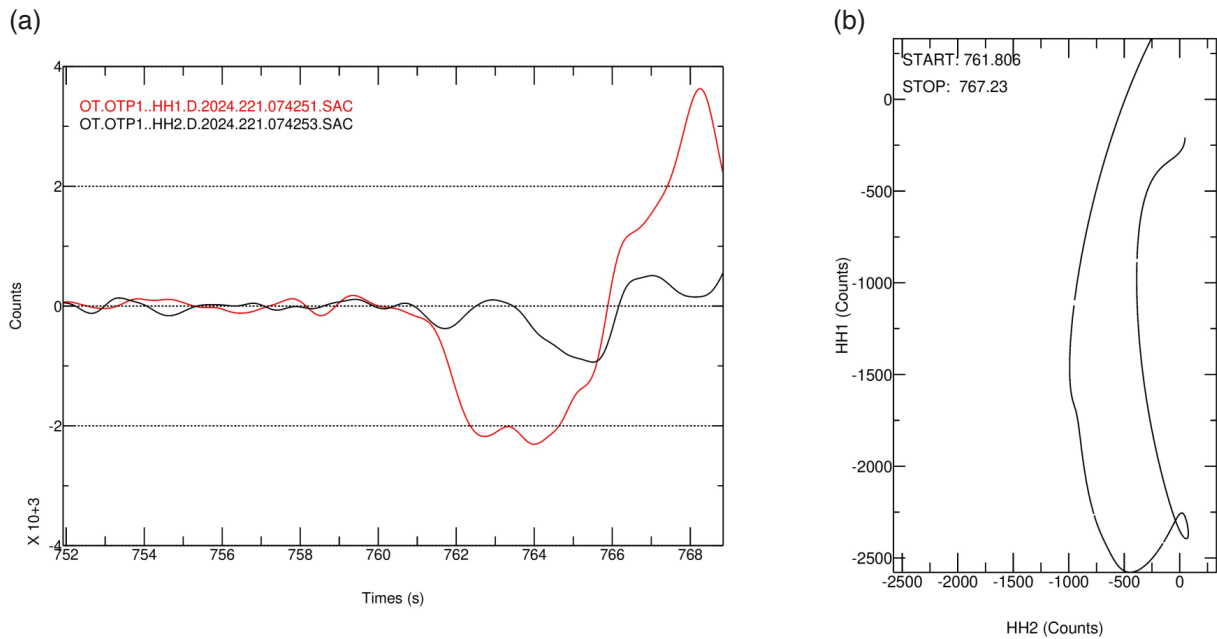 (a)
4
OT.OTP1..HH1.D.2024.221.074251.SAC
OT.OTP1..HH2.D.2024.221.074253.SAC
2
0
-2
-4
Counts
X 10+3
752 754 756 758 760 762 764 766 768
Times (s)
(b)
START: 761.806
STOP: 767.23
0
-500
-1000
-1500
-2000
-2500
HH1 (Counts)
-2500 -2000 -1500 -1000 -500 0
HH2 (Counts)